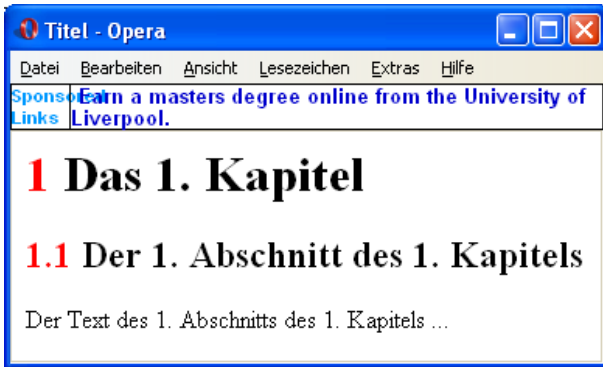 Titel - Opera
Datei Bearbeiten Ansicht Lesezeichen Extras Hilfe
Sponsored Earn a masters degree online from the University of
Links Liverpool.
1 Das 1. Kapitel
1.1 Der 1. Abschnitt des 1. Kapitels
Der Text des 1. Abschnitts des 1. Kapitels ...